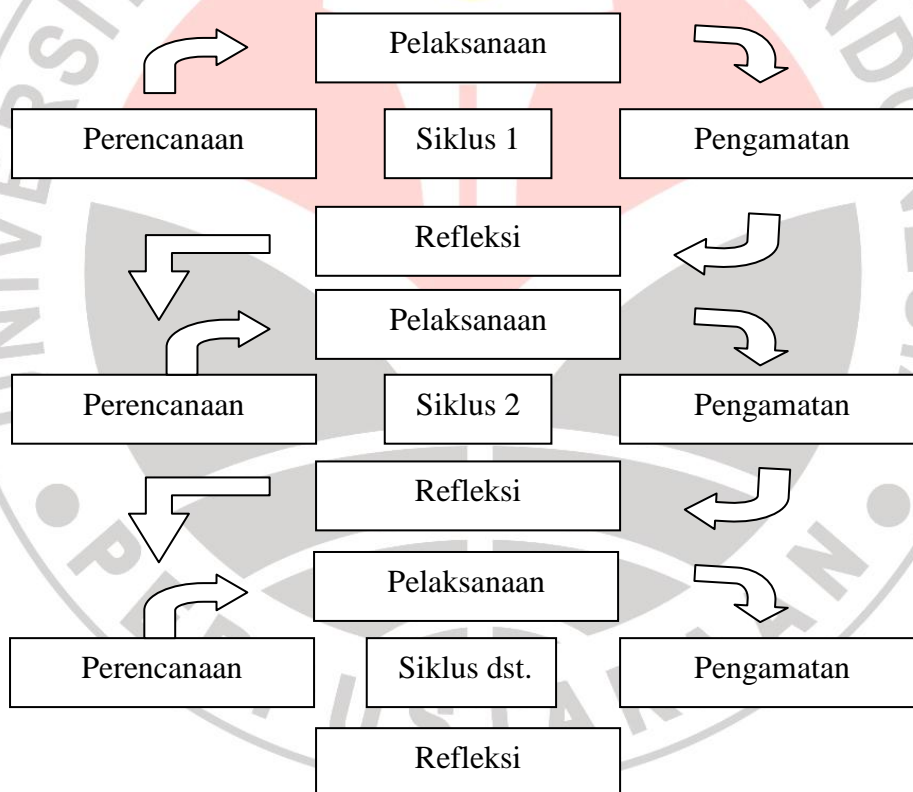 Pelaksanaan
Perencanaan
Siklus 1
Pengamatan
Refleksi
Pelaksanaan
Perencanaan
Siklus 2
Pengamatan
Refleksi
Pelaksanaan
Perencanaan
Siklus dst.
Pengamatan
Refleksi